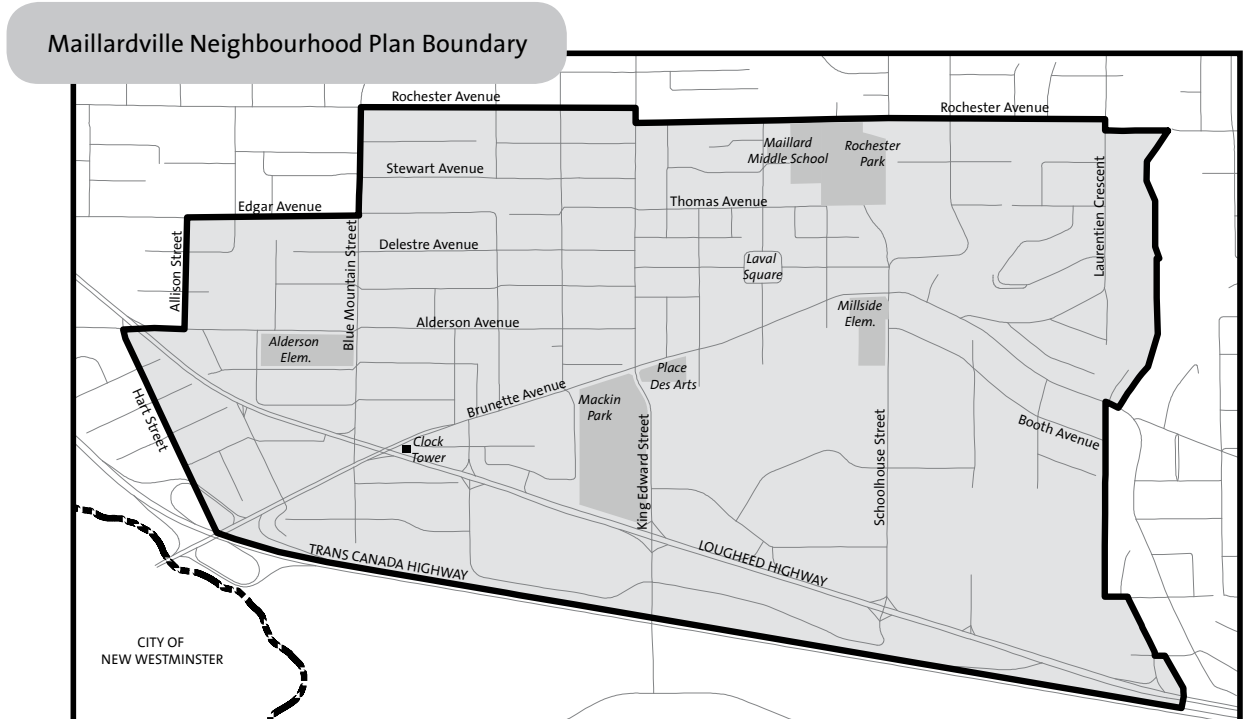 Maillardville Neighbourhood Plan Boundary
Rochester Avenue
Rochester Avenue
Maillard
Middle School
Rochester
Park
Stewart Avenue
Laurentien Crescent
Edgar Avenue
Thomas Avenue
Allison Street
Blue Mountain Street
Delestre Avenue
Laval
Square
Millside
Elem.
Alderson Avenue
Alderson
Elem.
Place
Des Arts
Hart Street
Brunette Avenue
Mackin
Park
King Edward Street
Schoolhouse Street
Booth Avenue
Clock
Tower
TRANS CANADA HIGHWAY
LOUGHEED HIGHWAY
CITY OF
NEW WESTMINSTER